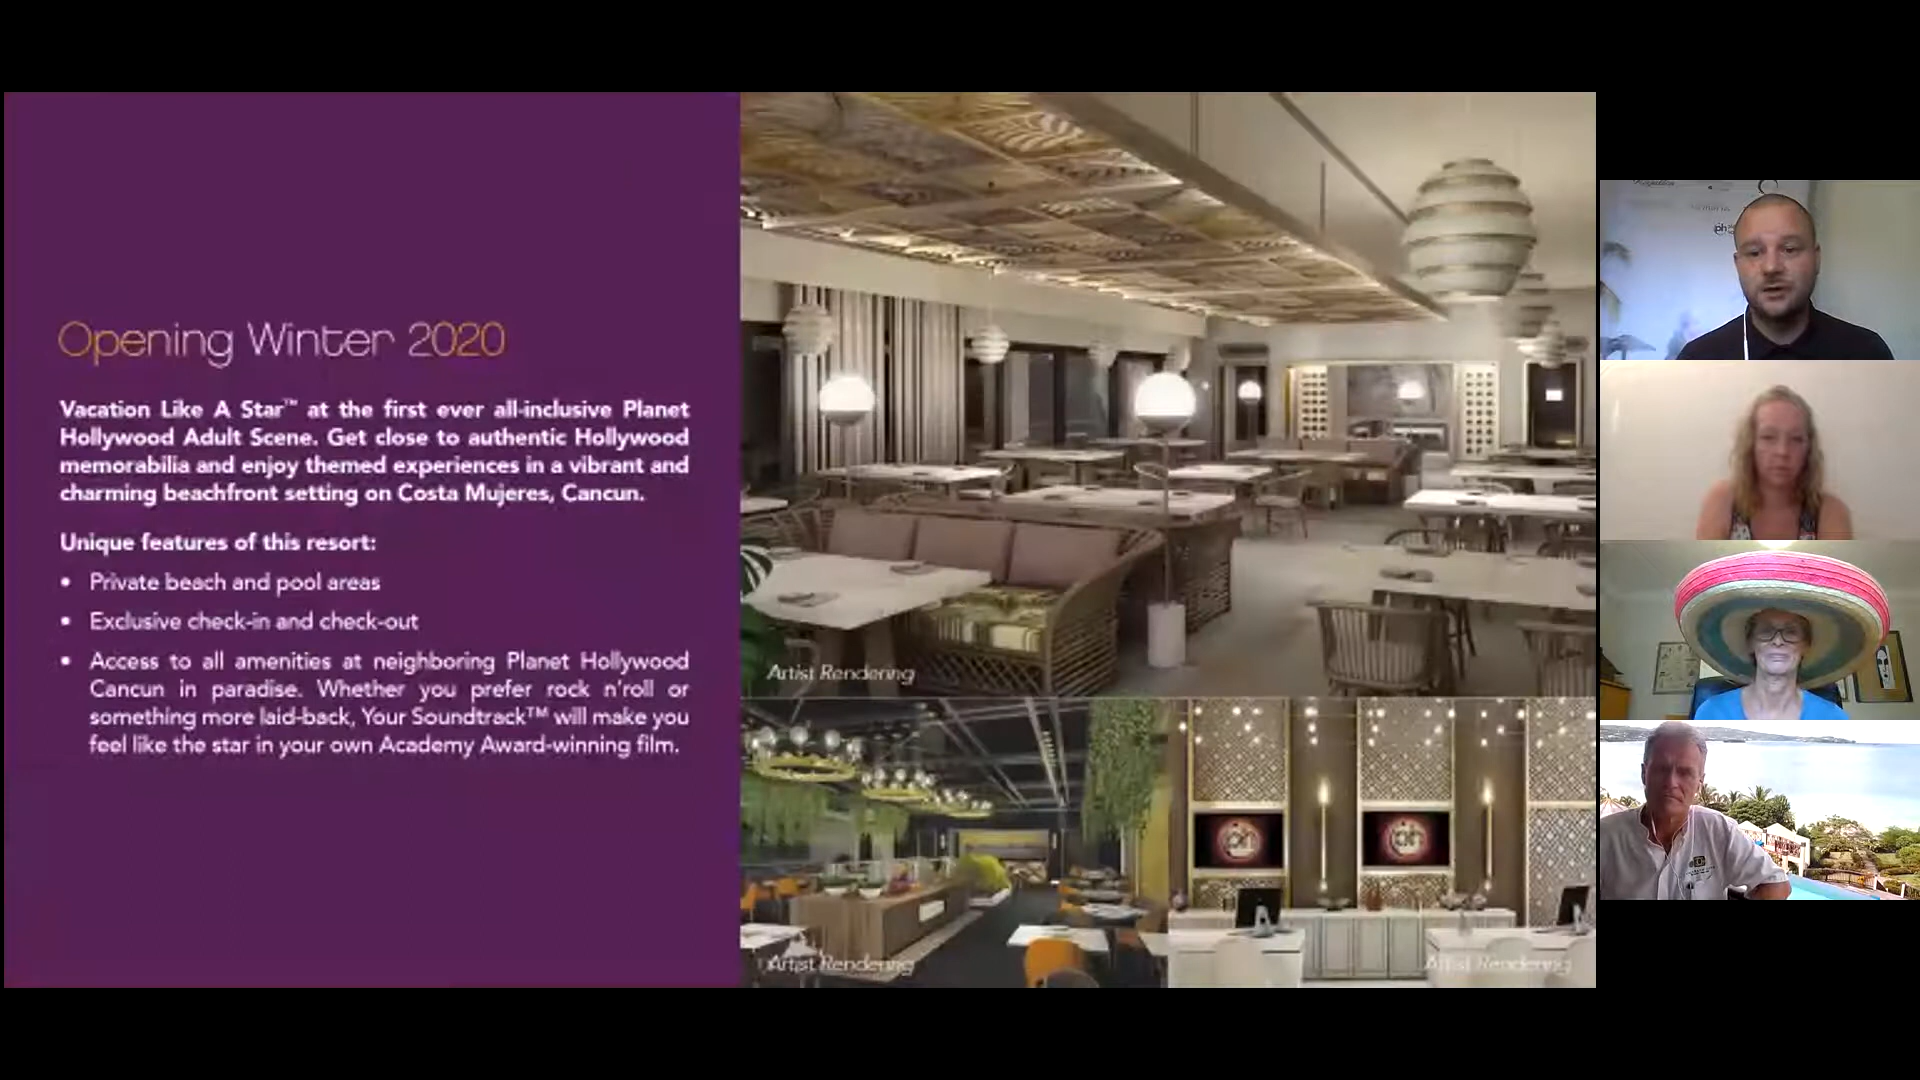 Opening Winter 2020
Vacation Like A Star™ at the first ever all-inclusive Planet
Hollywood Adult Scene. Get close to authentic Hollywood
memorabilia and enjoy themed experiences in a vibrant and
charming beachfront setting on Costa Mujeres, Cancun.
Unique features of this resort:
• Private beach and pool areas
• Exclusive check-in and check-out
• Access to all amenities at neighboring Planet Hollywood
Cancun in paradise. Whether you prefer rock n'roll or
something more laid-back, Your Soundtrack™ will make you
feel like the star in your own Academy Award-winning film.
Artist Rendering
Artist Rendering
Artist Rendering
ph
ph
ph